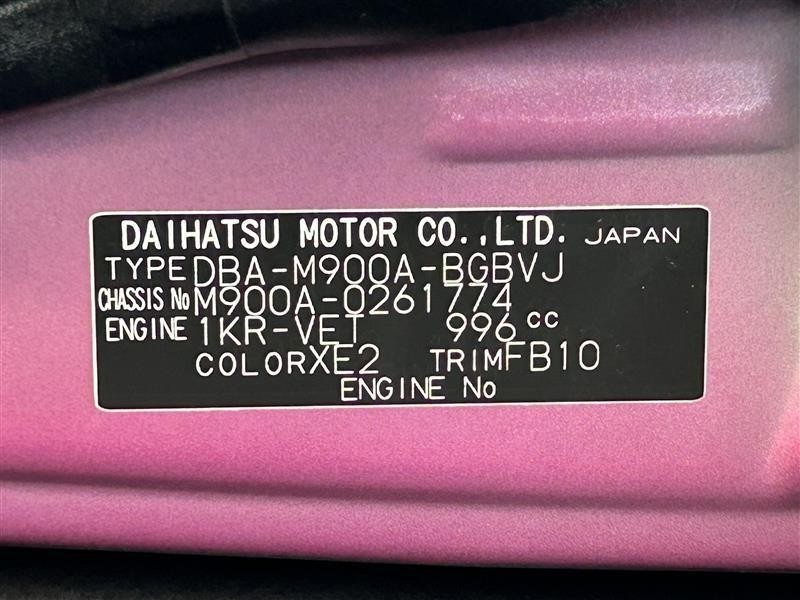 DAIHATSU MOTOR CO.,LTD. JAPAN
TYPE DBA-M900A-BGBVJ
CHASSIS No M900A-0261774
ENGINE 1KR-VET 996 cc
COLOR XE2 TRIM FB10
ENGINE No